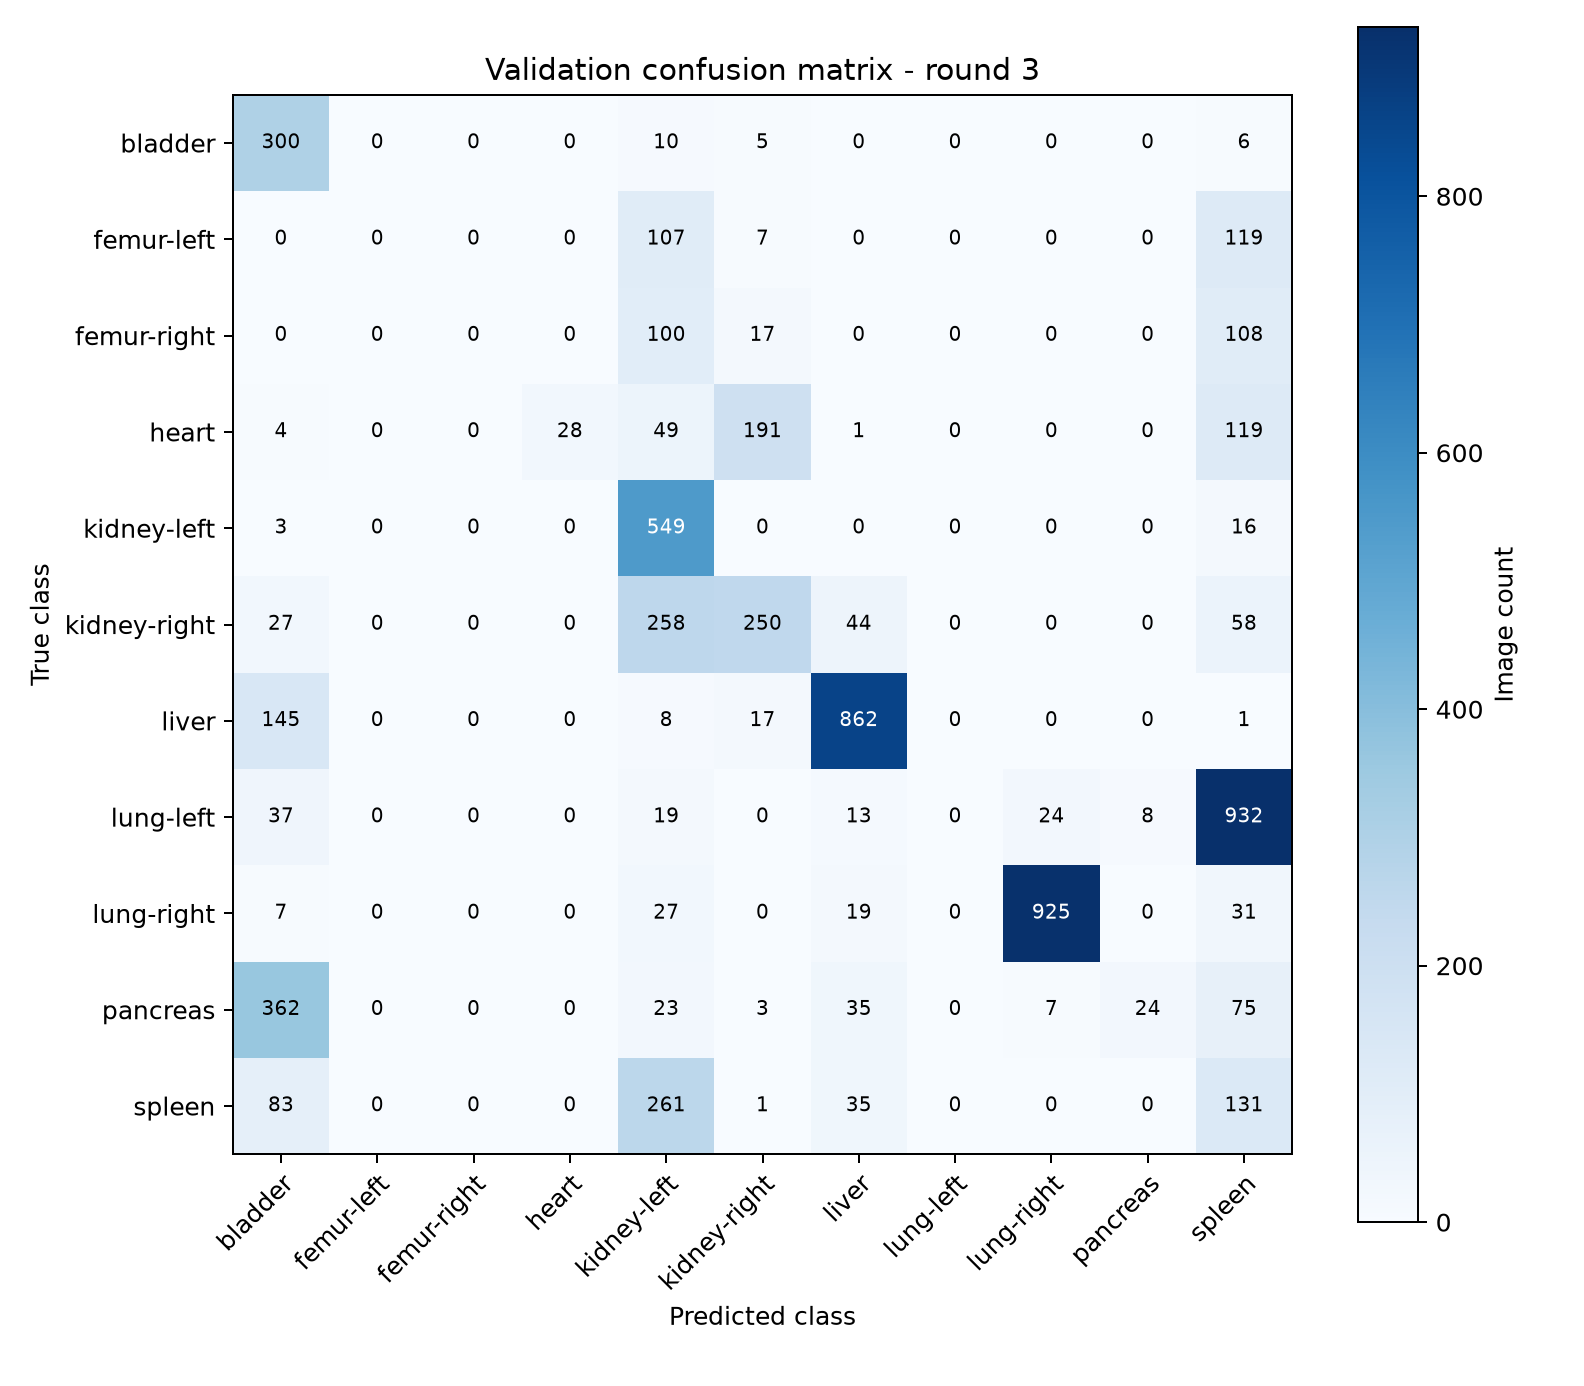 Validation confusion matrix - round 3
True class
bladder 300 0 0 0 10 5 0 0 0 0 6
femur-left 0 0 0 0 107 7 0 0 0 0 119
femur-right 0 0 0 0 100 17 0 0 0 0 108
heart 4 0 0 28 49 191 1 0 0 0 119
kidney-left 3 0 0 0 549 0 0 0 0 0 16
kidney-right 27 0 0 0 258 250 44 0 0 0 58
liver 145 0 0 0 8 17 862 0 0 0 1
lung-left 37 0 0 0 19 0 13 0 24 8 932
lung-right 7 0 0 0 27 0 19 0 925 0 31
pancreas 362 0 0 0 23 3 35 0 7 24 75
spleen 83 0 0 0 261 1 35 0 0 0 131
bladder femur-left femur-right heart kidney-left kidney-right liver lung-left lung-right pancreas spleen
Predicted class
800
600
400
200
0
Image count